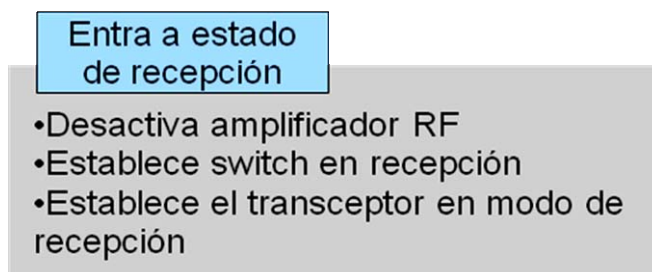 Entra a estado
de recepción
•Desactiva amplificador RF
•Establece switch en recepción
•Establece el transceptor en modo de
recepción